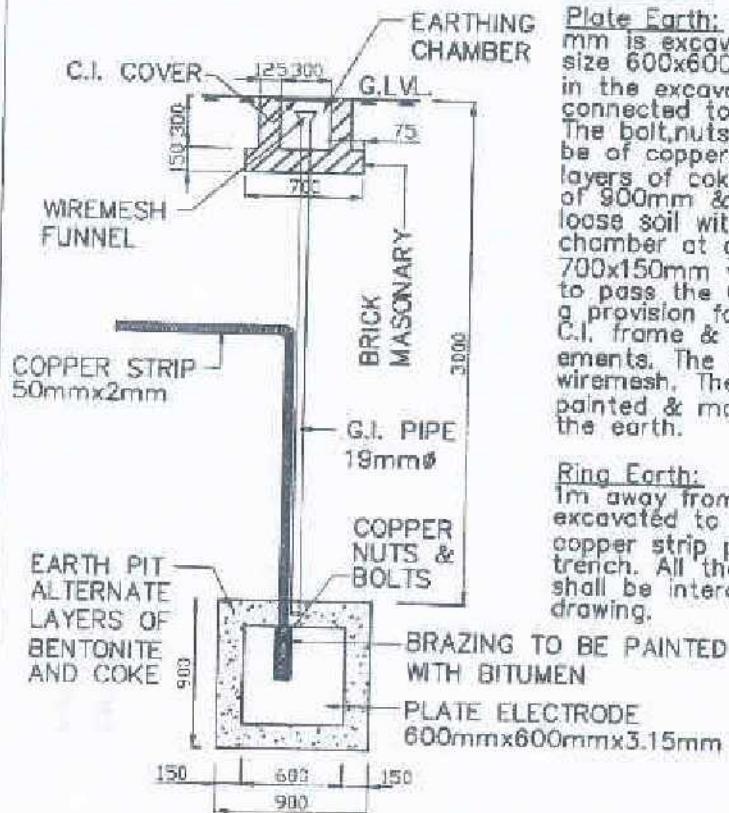 EARTHING
CHAMBER
C.I. COVER
125 300
G.LVL.
300
150
75
700
WIREMESH
FUNNEL
BRICK
MASONARY
3000
COPPER STRIP
50mmx2mm
G.I. PIPE
19mmø
COPPER
NUTS &
BOLTS
EARTH PIT
ALTERNATE
LAYERS OF
BENTONITE
AND COKE
900
BRAZING TO BE PAINTED
WITH BITUMEN
PLATE ELECTRODE
600mmx600mmx3.15mm
150
600
150
900
Plate Earth:
mm is excav
size 600x600
in the excav
connected to
The bolt,nuts
be of copper
layers of cok
of 900mm &
loose soil wit
chamber at
700x150mm
to pass the
a provision fo
C.I. frame &
ements. The
wiremesh. The
painted & ma
the earth.
Ring Earth:
1m away from
excavated to
copper strip p
trench. All the
shall be interc
drawing.